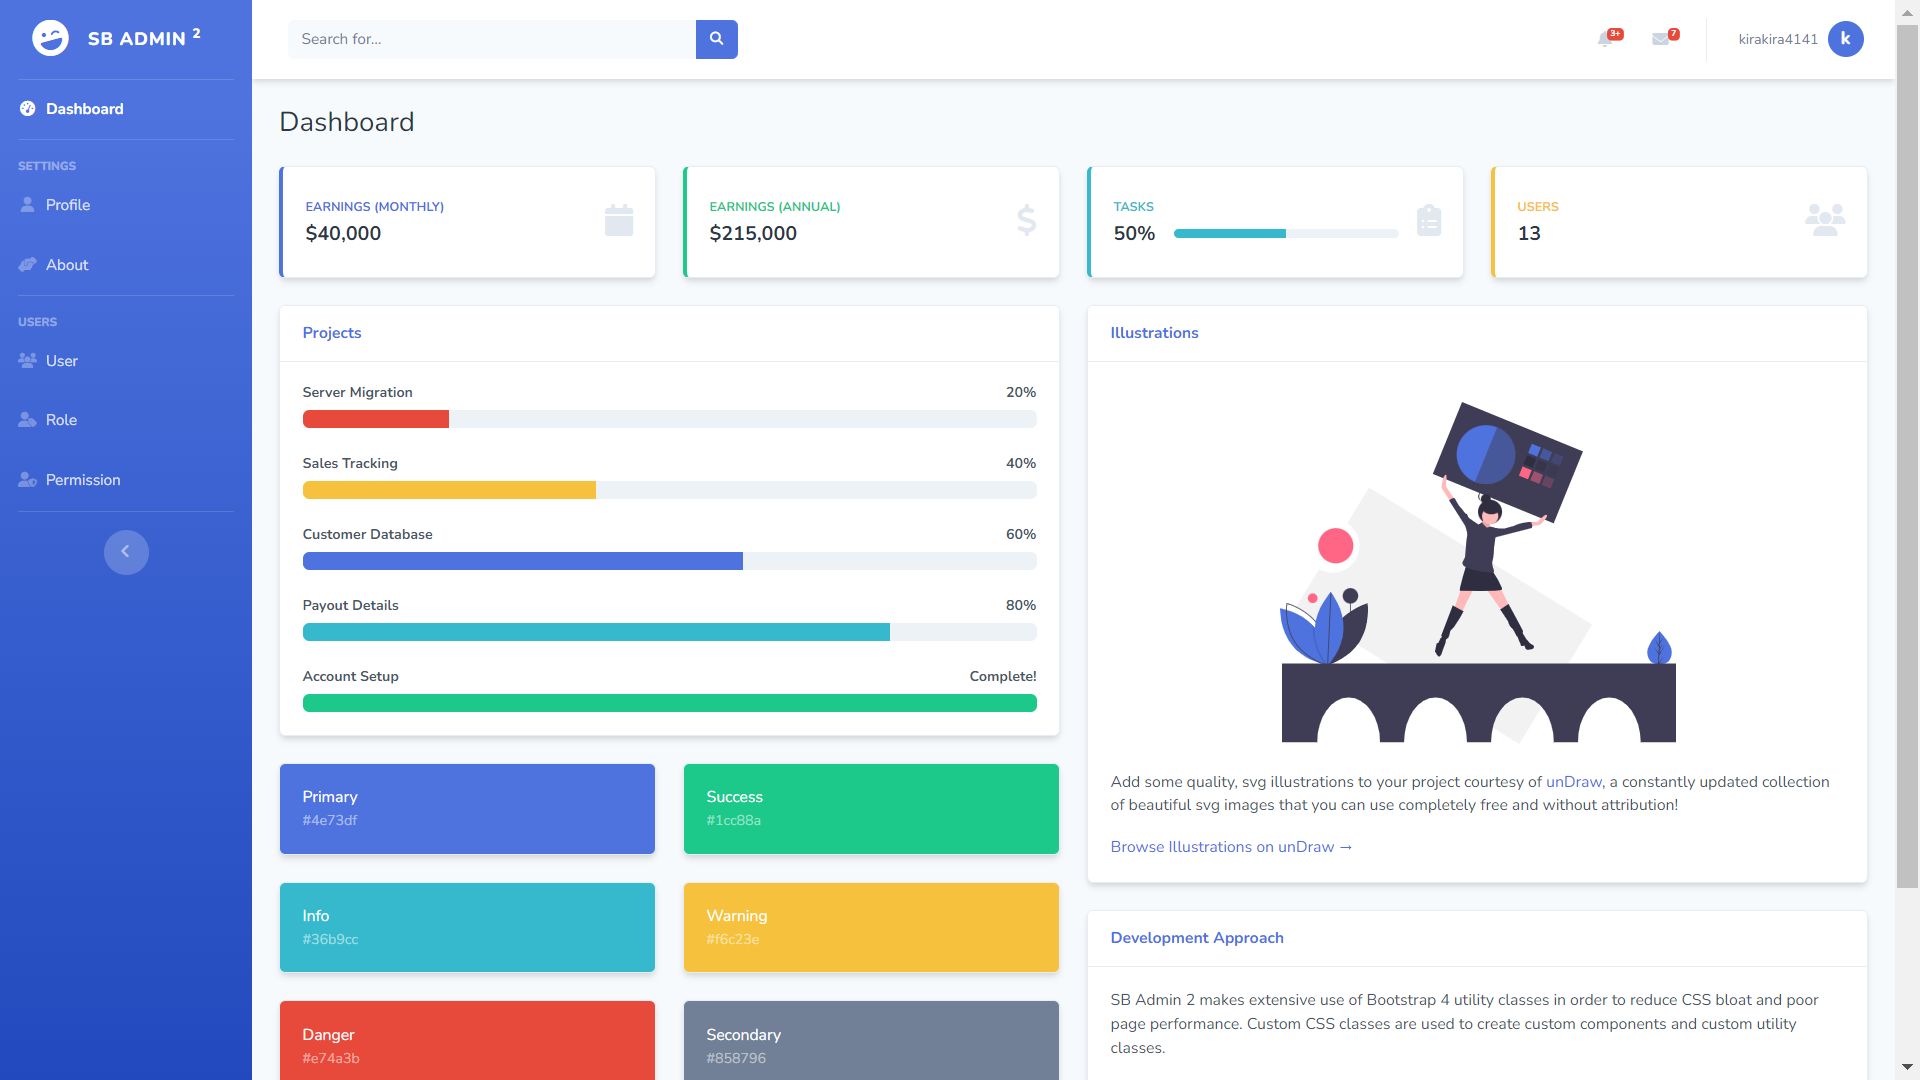 SB ADMIN 2
Dashboard
SETTINGS
Profile
About
USERS
User
Role
Permission
Search for...
3+
7
kirakira4141
k
Dashboard
EARNINGS (MONTHLY)
$40,000
EARNINGS (ANNUAL)
$215,000
TASKS
50%
USERS
13
Projects
Server Migration 20%
Sales Tracking 40%
Customer Database 60%
Payout Details 80%
Account Setup Complete!
Primary
#4e73df
Success
#1cc88a
Info
#36b9cc
Warning
#f6c23e
Danger
#e74a3b
Secondary
#858796
Illustrations
Add some quality, svg illustrations to your project courtesy of unDraw, a constantly updated collection
of beautiful svg images that you can use completely free and without attribution!
Browse Illustrations on unDraw →
Development Approach
SB Admin 2 makes extensive use of Bootstrap 4 utility classes in order to reduce CSS bloat and poor
page performance. Custom CSS classes are used to create custom components and custom utility
classes.